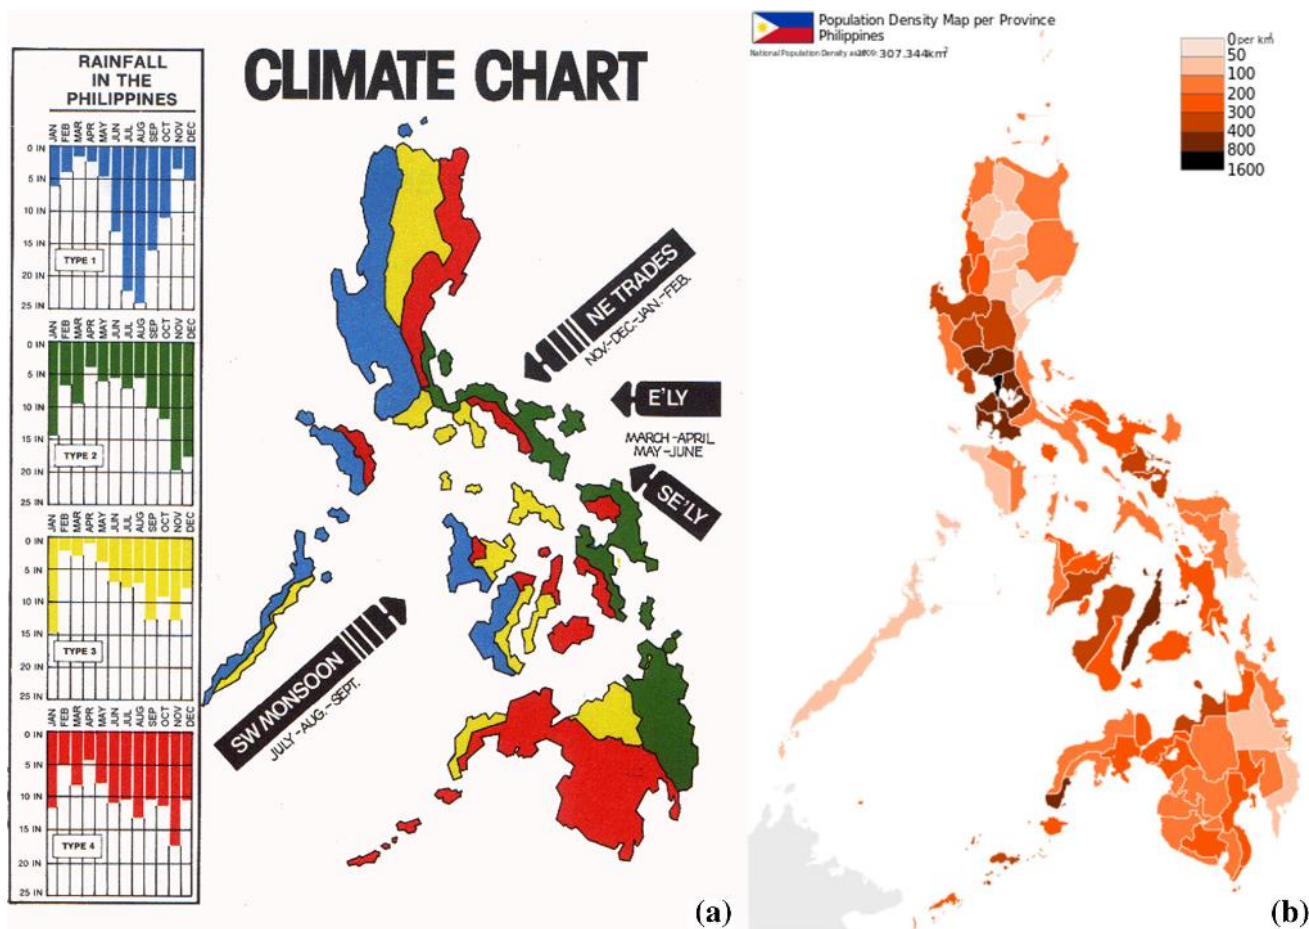 RAINFALL
IN THE
PHILIPPINES
JAN FEB MAR APR MAY JUN JUL AUG SEP OCT NOV DEC
0 IN
5 IN
10 IN
15 IN
20 IN
25 IN
TYPE 1
JAN FEB MAR APR MAY JUN JUL AUG SEP OCT NOV DEC
0 IN
5 IN
10 IN
15 IN
20 IN
25 IN
TYPE 2
JAN FEB MAR APR MAY JUN JUL AUG SEP OCT NOV DEC
0 IN
5 IN
10 IN
15 IN
20 IN
25 IN
TYPE 3
JAN FEB MAR APR MAY JUN JUL AUG SEP OCT NOV DEC
0 IN
5 IN
10 IN
15 IN
20 IN
25 IN
TYPE 4
CLIMATE CHART
NE TRADES
NOV.-DEC.-JAN.-FEB.
E'LY
MARCH-APRIL
MAY-JUNE
SE'LY
SW MONSOON
JULY-AUG.-SEPT.
(a)
Population Density Map per Province
Philippines
National Population Density 307.344km²
0 per km²
50
100
200
300
400
800
1600
(b)